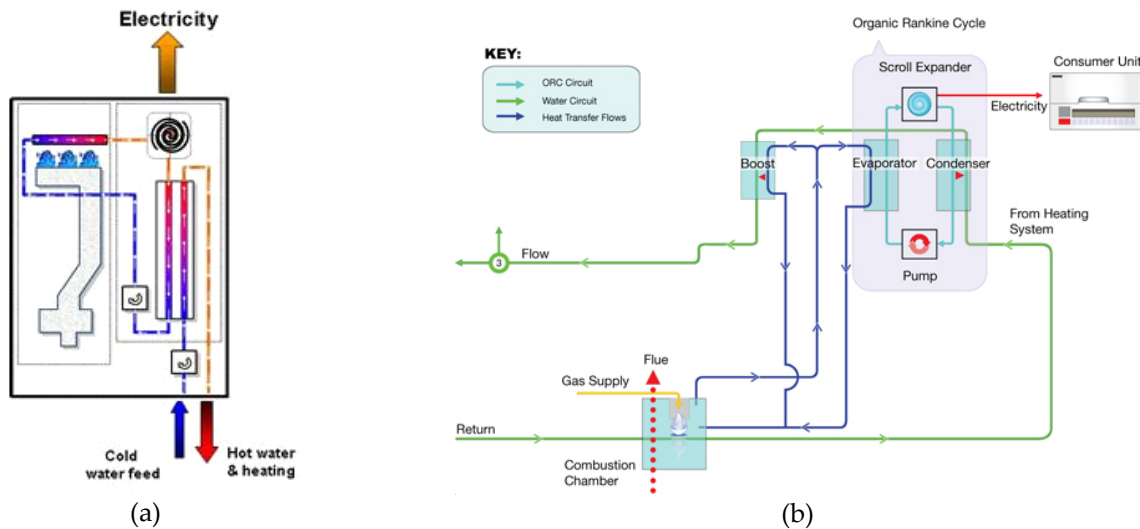 Electricity
Cold
water feed
Hot water
& heating
(a)
KEY:
ORC Circuit
Water Circuit
Heat Transfer Flows
Organic Rankine Cycle
Scroll Expander
Consumer Unit
Electricity
Boost
Evaporator
Condenser
From Heating
System
3
Flow
Pump
Flue
Gas Supply
Return
Combustion
Chamber
(b)